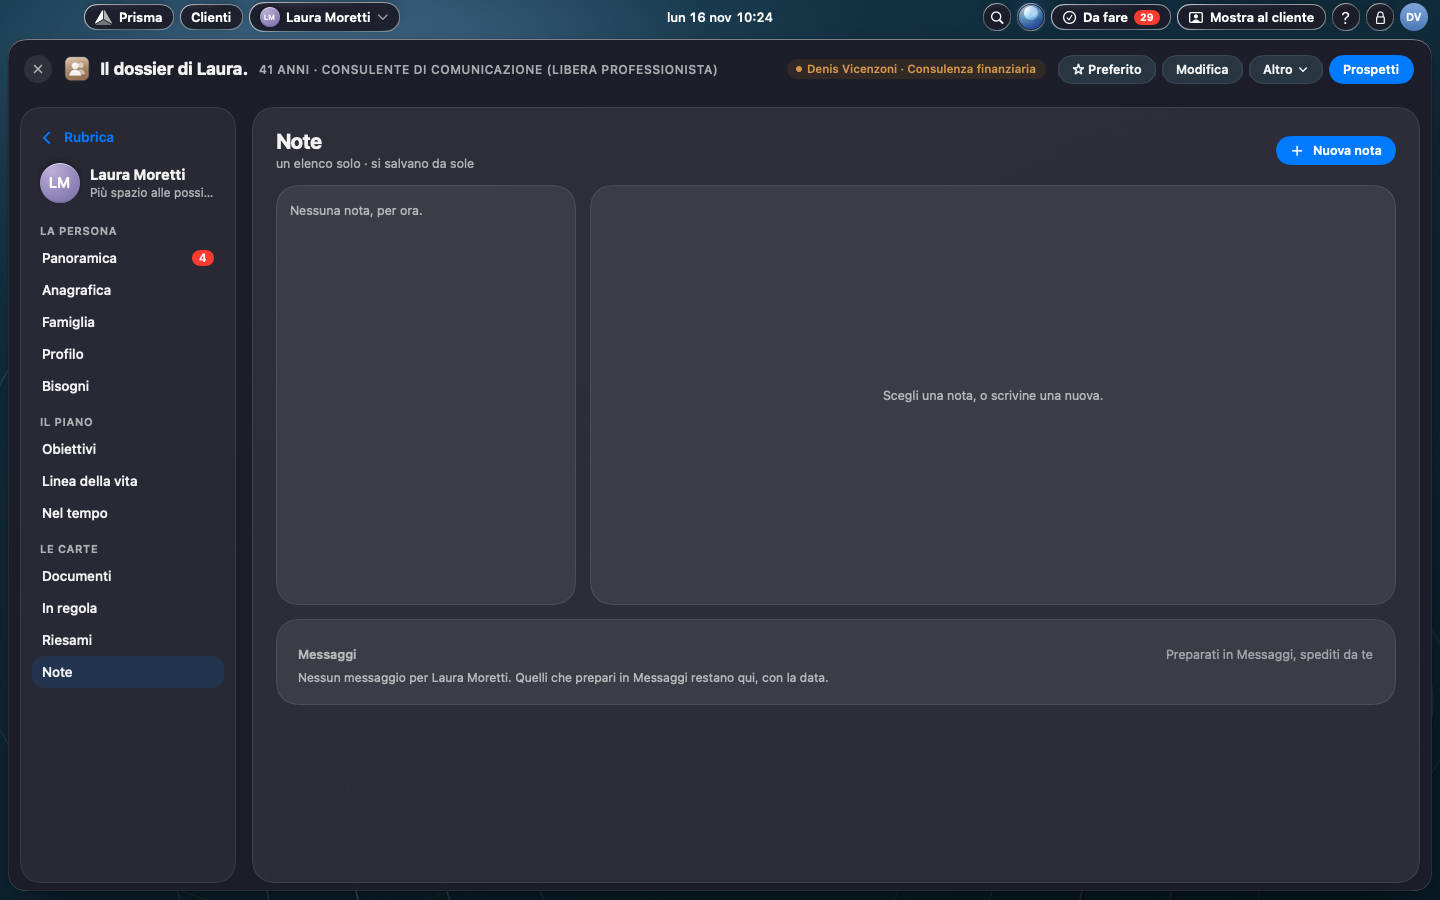 Prisma
Clienti
LM
Laura Moretti
lun 16 nov 10:24
Da fare 29
Mostra al cliente
?
DV
Il dossier di Laura.
41 ANNI · CONSULENTE DI COMUNICAZIONE (LIBERA PROFESSIONISTA)
Denis Vicenzoni · Consulenza finanziaria
Preferito
Modifica
Altro
Prospetti
Rubrica
LM
Laura Moretti
Più spazio alle possi...
LA PERSONA
Panoramica 4
Anagrafica
Famiglia
Profilo
Bisogni
IL PIANO
Obiettivi
Linea della vita
Nel tempo
LE CARTE
Documenti
In regola
Riesami
Note
Note
un elenco solo · si salvano da sole
+ Nuova nota
Nessuna nota, per ora.
Scegli una nota, o scrivine una nuova.
Messaggi
Preparati in Messaggi, spediti da te
Nessun messaggio per Laura Moretti. Quelli che prepari in Messaggi restano qui, con la data.